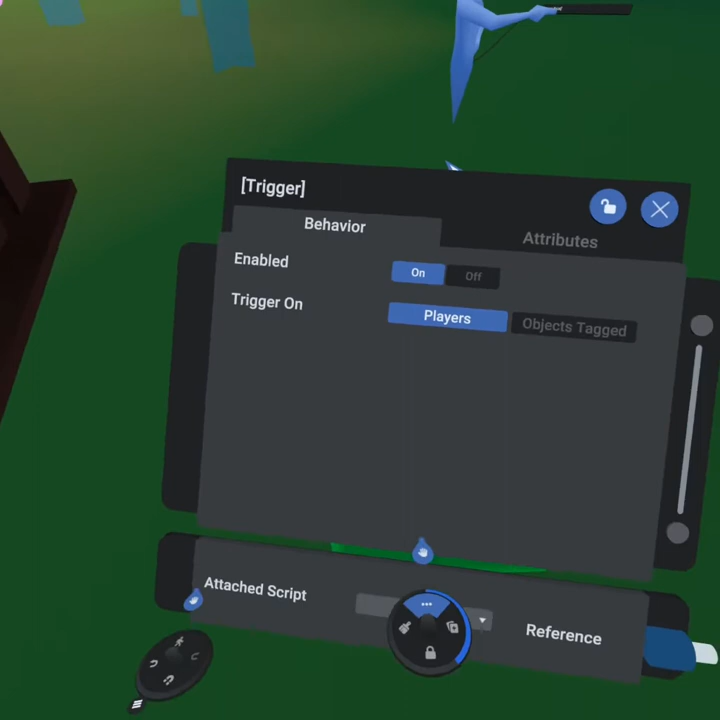 [Trigger]
Behavior
Attributes
Enabled
On
Off
Trigger On
Players
Objects Tagged
Attached Script
Reference